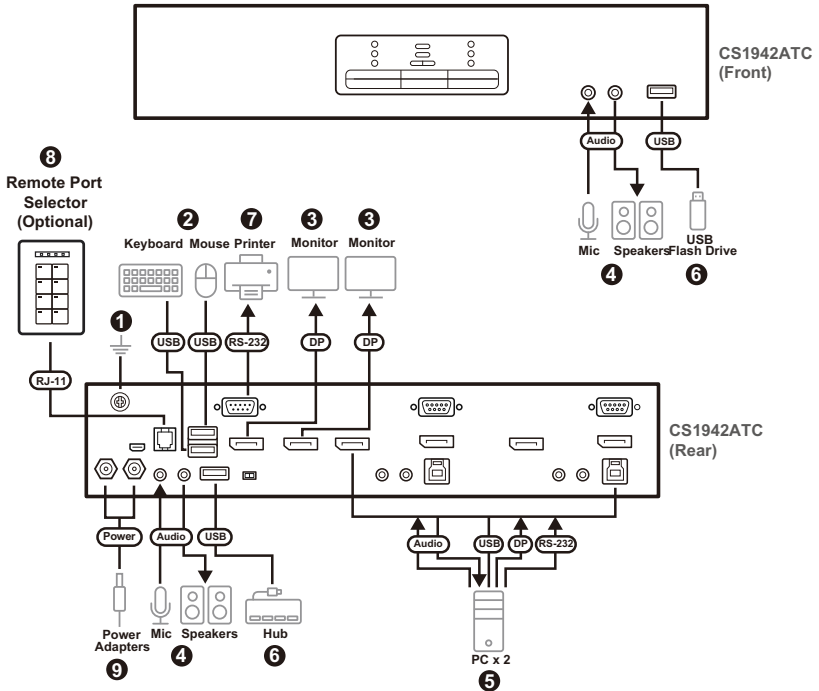 CS1942ATC
(Front)
Audio
USB
8
Remote Port
Selector
(Optional)
2
7
3
3
Keyboard Mouse Printer Monitor Monitor
Mic
Speakers
USB
Flash Drive
4
6
1
USB
USB
RS-232
DP
DP
RJ-11
CS1942ATC
(Rear)
Power
Audio
USB
Audio
USB
DP
RS-232
Power
Adapters
Mic
Speakers
Hub
9
4
6
PC x 2
5